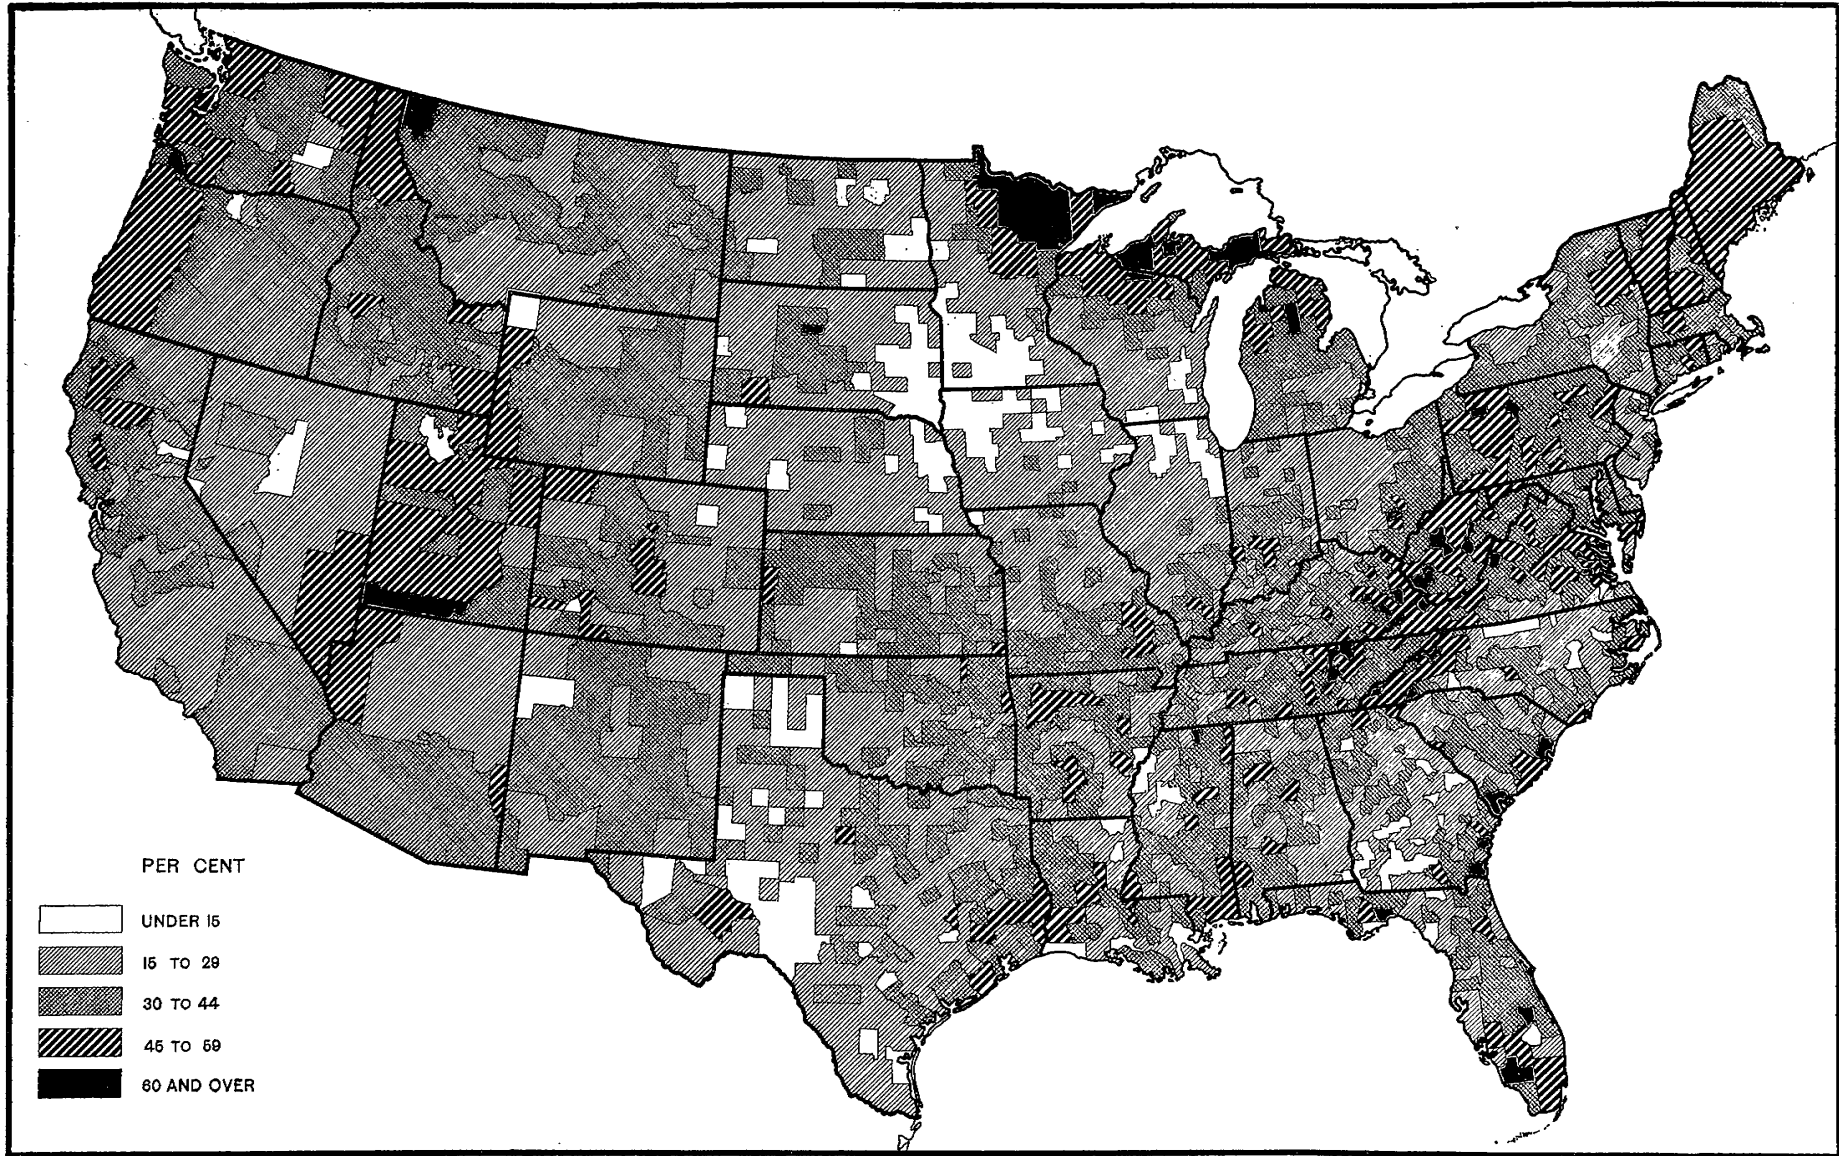 PER CENT
UNDER 15
15 TO 29
30 TO 44
45 TO 59
60 AND OVER